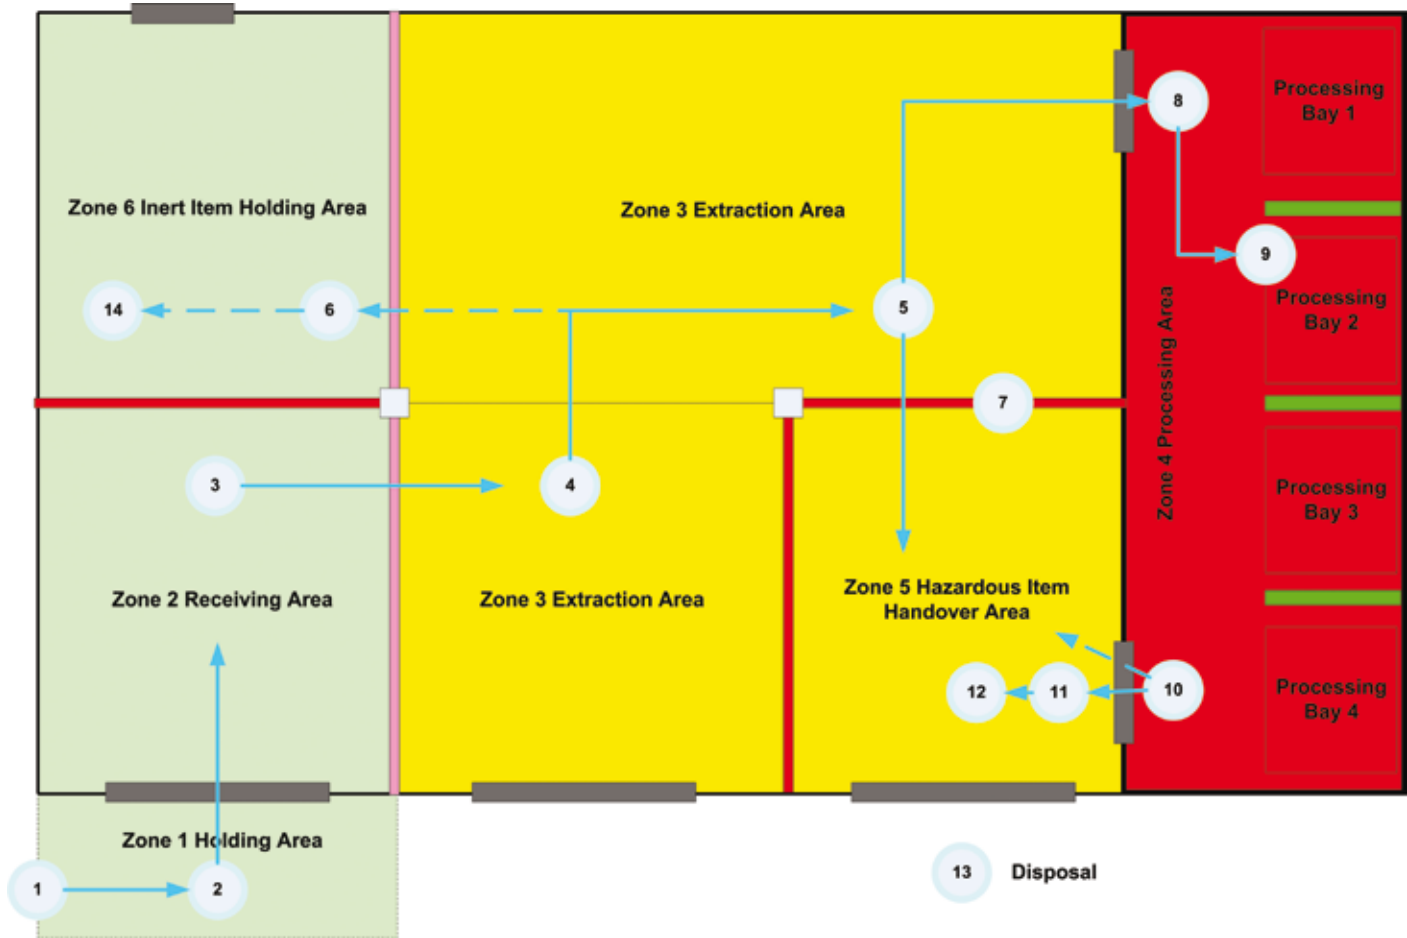 8
Processing
Bay 1
Zone 6 Inert Item Holding Area
Zone 3 Extraction Area
9
14
6
5
Processing
Bay 2
7
Zone 4 Processing Area
3
4
Processing
Bay 3
Zone 2 Receiving Area
Zone 3 Extraction Area
Zone 5 Hazardous Item
Handover Area
12
11
10
Processing
Bay 4
Zone 1 Holding Area
1
2
13
Disposal